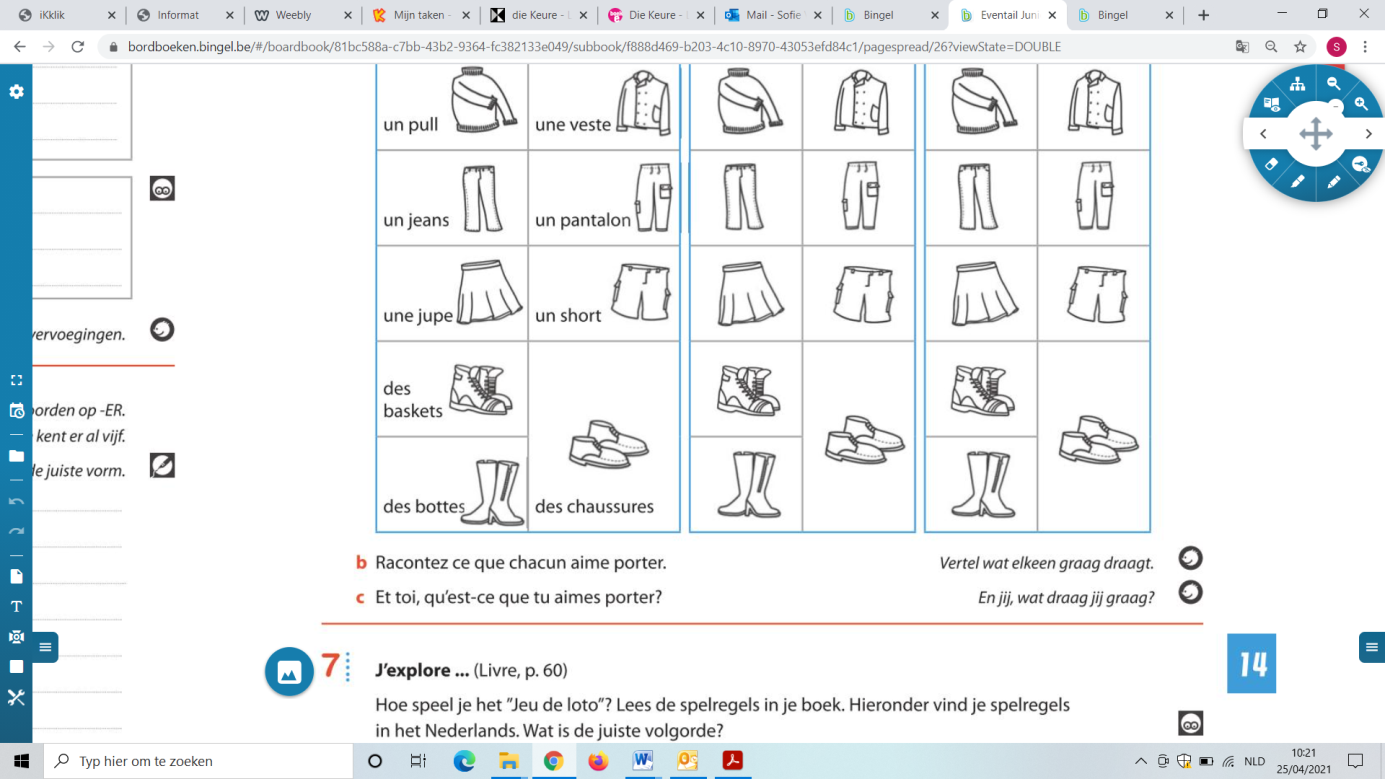 iKklik
Informat
Weebly
Mijn taken -
die Keure -
Die Keure -
Mail - Sofie
Bingel
Eventail Juni
Bingel
bordboeken.bingel.be/#/boardbook/81bc588a-c7bb-43b2-9364-fc382133e049/subbook/f888d469-b203-4c10-8970-43053efd84c1/pagespread/26?viewState=DOUBLE
S
un pull
une veste
un jeans
un pantalon
une jupe
un short
des
baskets
des bottes
des chaussures
vervoegingen.
oorden op -ER.
kent er al vijf.
de juiste vorm.
b Racontez ce que chacun aime porter.
Vertel wat elkeen graag draagt.
c Et toi, qu'est-ce que tu aimes porter?
En jij, wat draag jij graag?
14
7 J'explore ... (Livre, p. 60)
Hoe speel je het "Jeu de loto"? Lees de spelregels in je boek. Hieronder vind je spelregels
in het Nederlands. Wat is de juiste volgorde?
T
Typ hier om te zoeken
NLD
10:21
25/04/2021